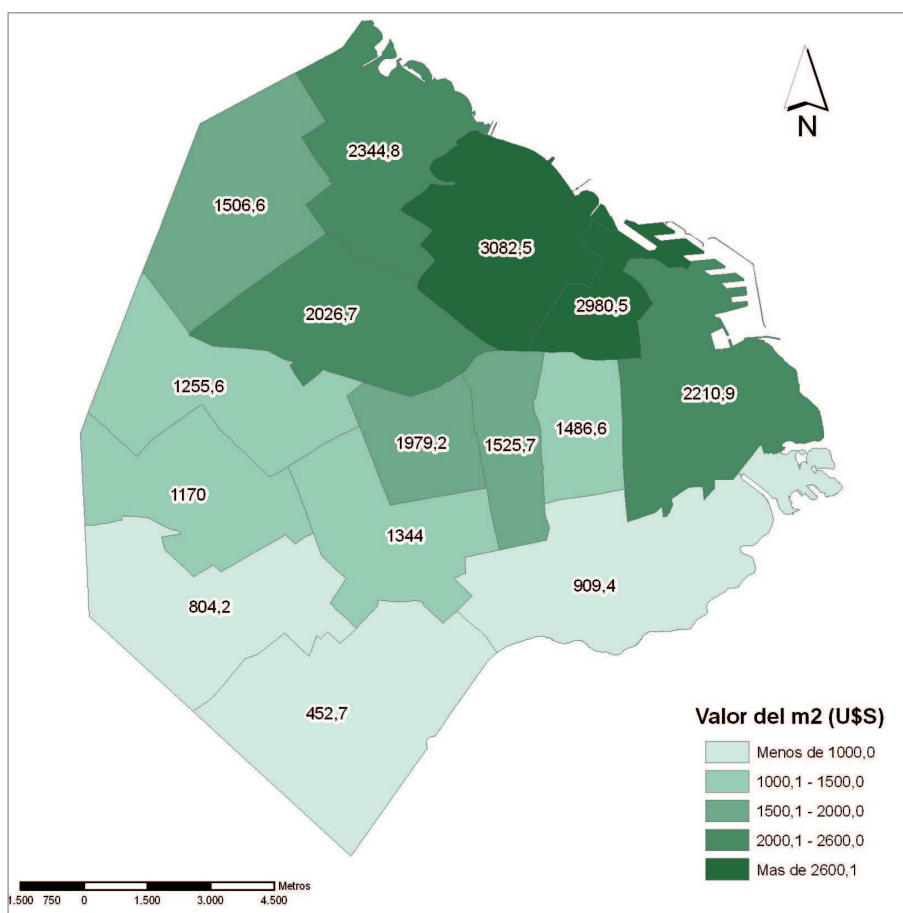 N
2344,8
1506,6
3082,5
2980,5
2026,7
1255,6
2210,9
1979,2
1525,7
1486,6
1170
1344
909,4
804,2
452,7
Valor del m2 (U$S)
Menos de 1000,0
1000,1 - 1500,0
1500,1 - 2000,0
2000,1 - 2600,0
Mas de 2600,1
Metros
1.500 750 0 1.500 3.000 4.500